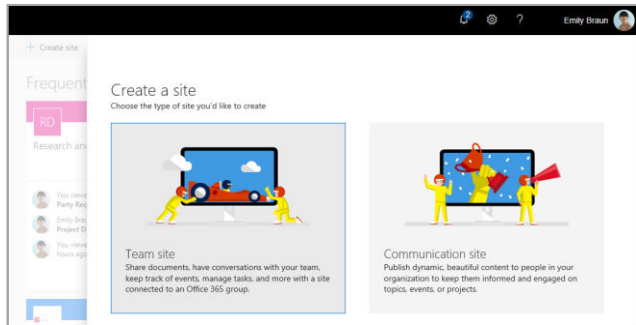 2
?
Emily Braun
+ Create site
Frequent
RD
Research and
You viewe
Party Req
Emily Brau
Project D
You viewe
hours ago
Create a site
Choose the type of site you'd like to create
Team site
Share documents, have conversations with your team,
keep track of events, manage tasks, and more with a site
connected to an Office 365 group.
Communication site
Publish dynamic, beautiful content to people in your
organization to keep them informed and engaged on
topics, events, or projects.